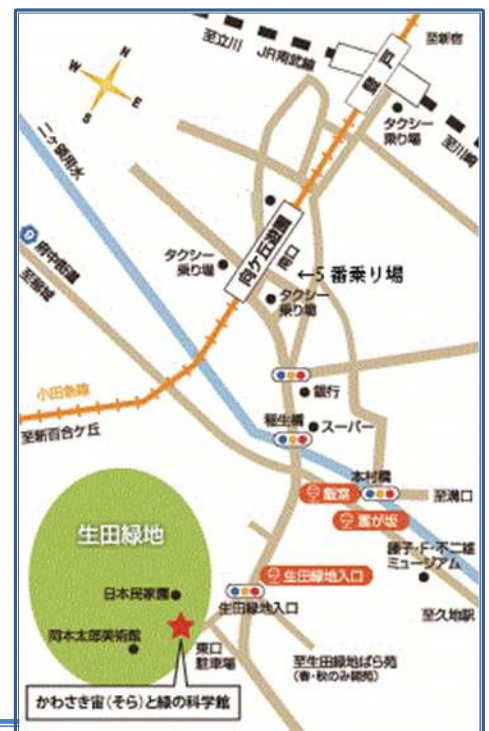 至立川
JR南武線
登戸
至新宿
N
W
E
S
タクシー
乗り場
至川崎
二ヶ領用水
府中街道
至稲城
向ヶ丘遊園
南口
タクシー
乗り場
←5 番乗り場
タクシー
乗り場
小田急線
至新百合ケ丘
銀行
稲生橋
スーパー
本村橋
飯室
至溝口
雲が坂
藤子・F・不二雄
ミュージアム
至久地駅
生田緑地
生田緑地入口
日本民家園
生田緑地入口
岡本太郎美術館
東口
駐車場
至生田緑地ばら苑
(春・秋のみ開苑)
かわさき宙(そら)と緑の科学館